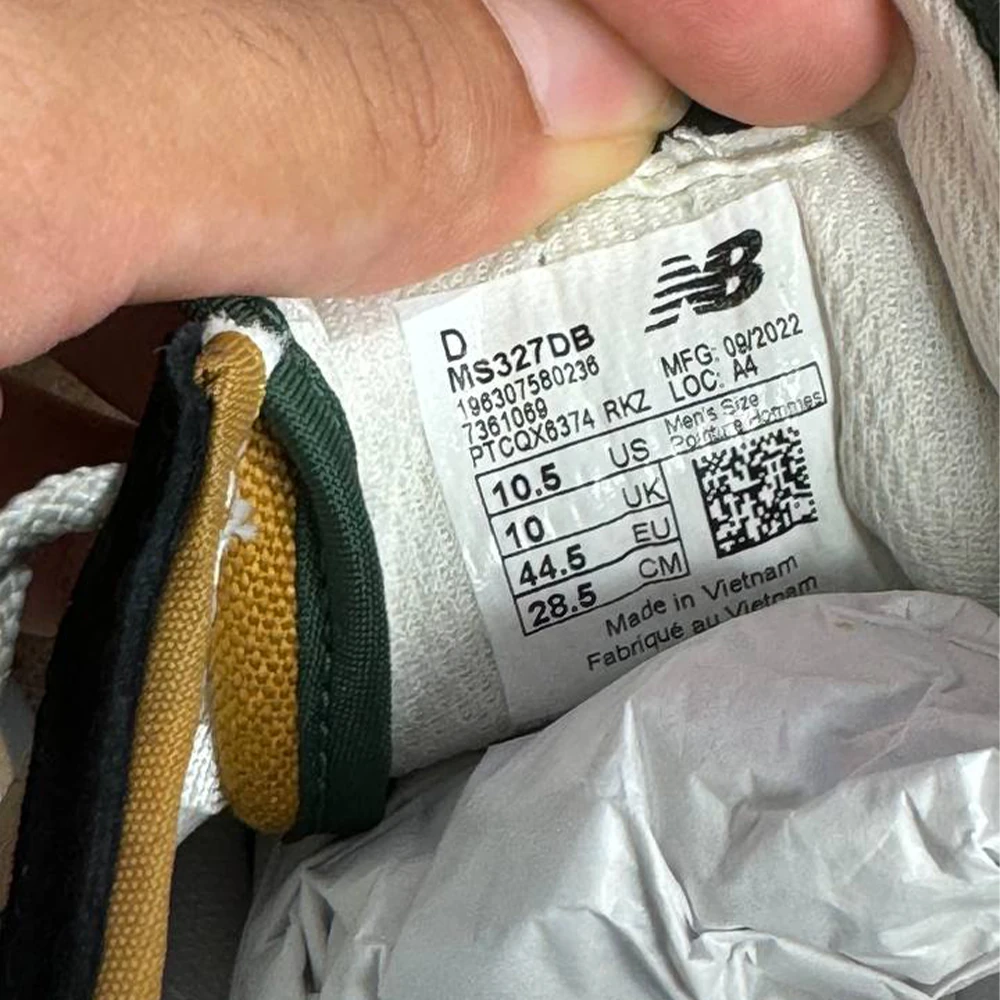 NB
D
MS327DB
196307580236
7361069
PTCQX6374 RKZ
MFG: 09/2022
LOC: A4
Men's Size
Pointure Hommes
10.5 US
10 UK
44.5 EU
28.5 CM
Made in Vietnam
Fabriqué au Vietnam